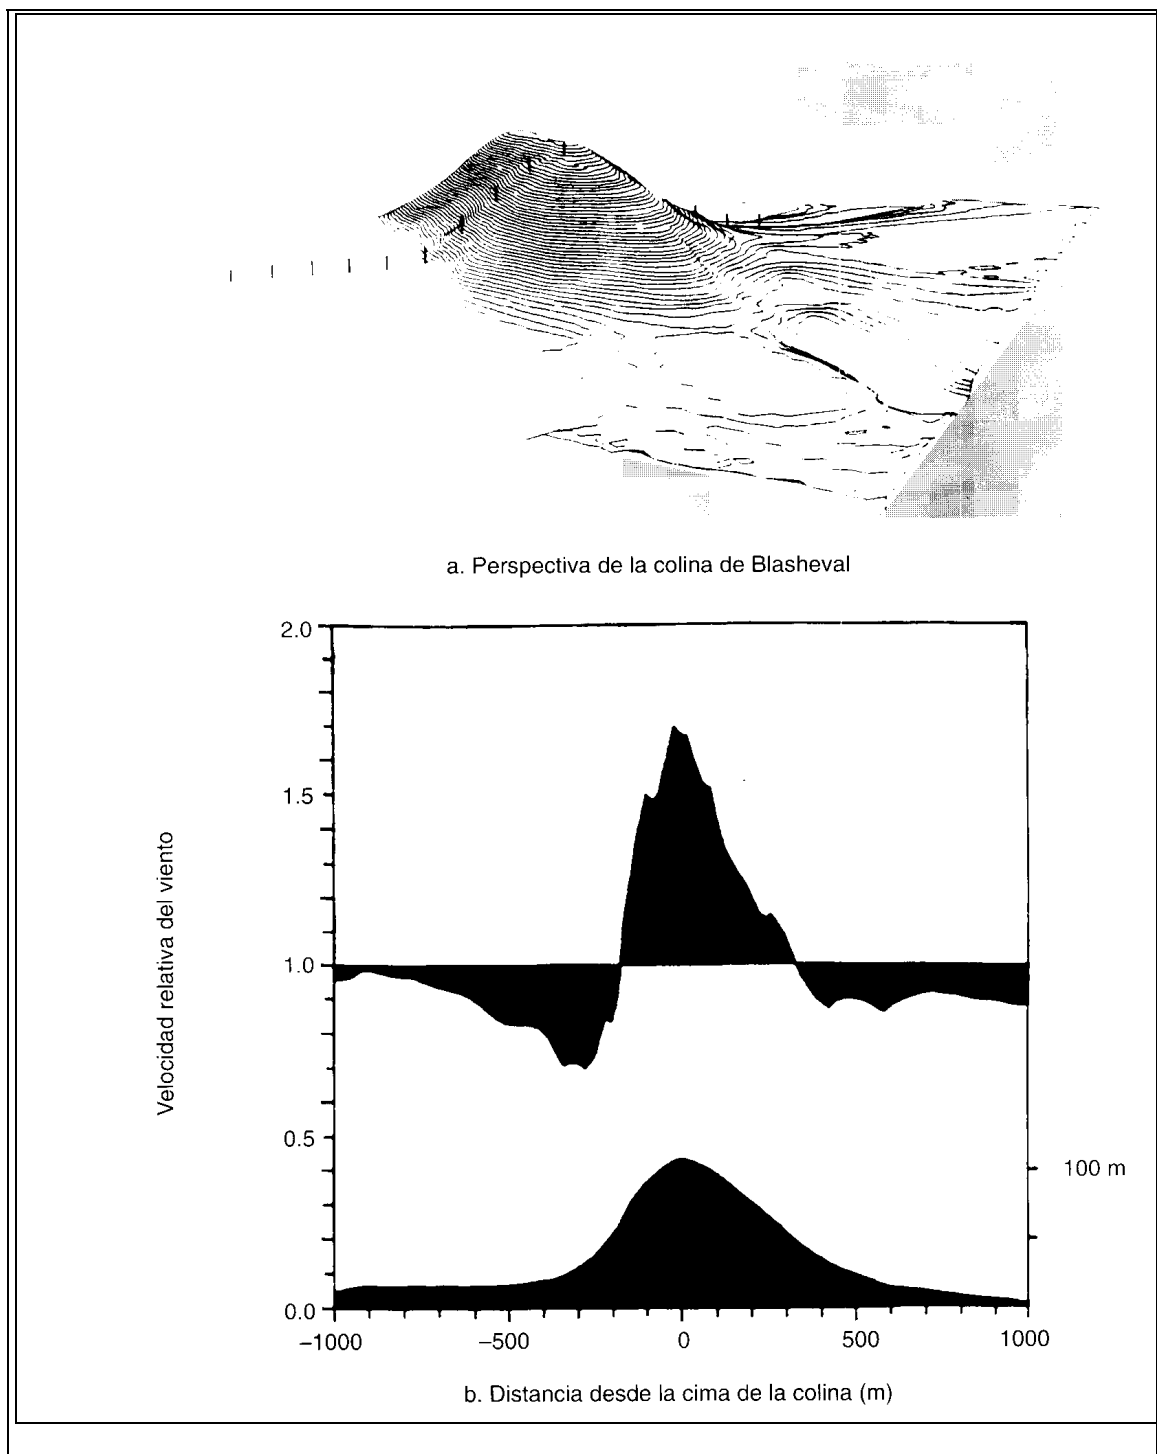 a. Perspectiva de la colina de Blasheval
2.0
1.5
1.0
0.5
0.0
Velocidad relativa del viento
100 m
−1000
−500
0
500
1000
b. Distancia desde la cima de la colina (m)